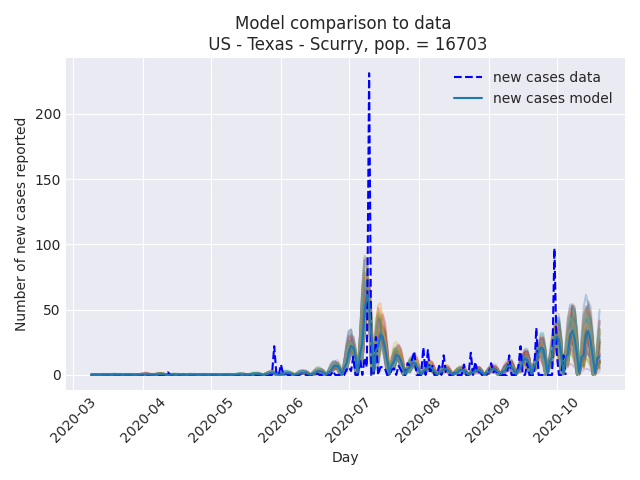 Model comparison to data
US - Texas - Scurry, pop. = 16703
new cases data
new cases model
Number of new cases reported
200
150
100
50
0
2020-03
2020-04
2020-05
2020-06
2020-07
2020-08
2020-09
2020-10
Day